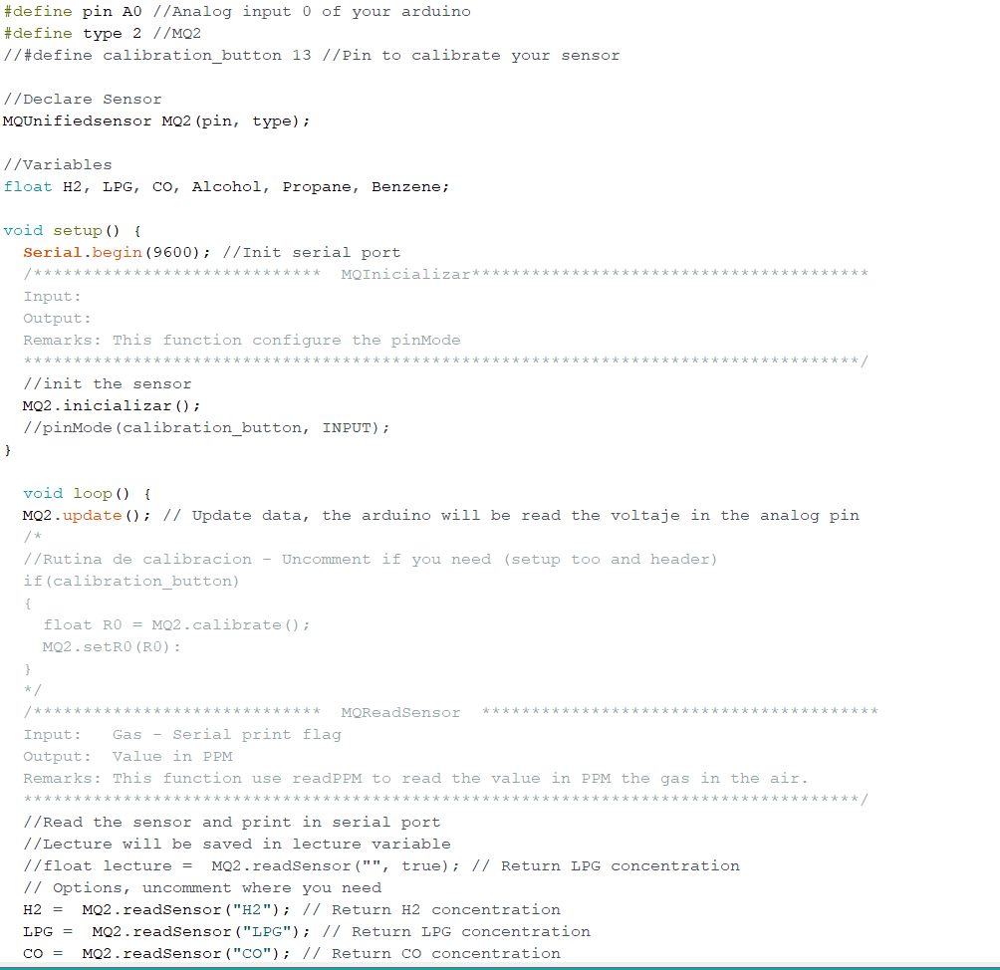 #define pin A0 //Analog input 0 of your arduino
#define type 2 //MQ2
//#define calibration_button 13 //Pin to calibrate your sensor
//Declare Sensor
MQUnifiedsensor MQ2(pin, type);
//Variables
float H2, LPG, CO, Alcohol, Propane, Benzene;
void setup() {
Serial.begin(9600); //Init serial port
/***************************** MQInicializar****************************************
Input:
Output:
Remarks: This function configure the pinMode
************************************************************************************/
//init the sensor
MQ2.inicializar();
//pinMode(calibration_button, INPUT);
}
void loop() {
MQ2.update(); // Update data, the arduino will be read the voltaje in the analog pin
/*
//Rutina de calibracion - Uncomment if you need (setup too and header)
if(calibration_button)
{
float R0 = MQ2.calibrate();
MQ2.setR0(R0):
}
*/
/***************************** MQReadSensor ****************************************
Input: Gas - Serial print flag
Output: Value in PPM
Remarks: This function use readPPM to read the value in PPM the gas in the air.
************************************************************************************/
//Read the sensor and print in serial port
//Lecture will be saved in lecture variable
//float lecture = MQ2.readSensor("", true); // Return LPG concentration
// Options, uncomment where you need
H2 = MQ2.readSensor("H2"); // Return H2 concentration
LPG = MQ2.readSensor("LPG"); // Return LPG concentration
CO = MQ2.readSensor("CO"); // Return CO concentration